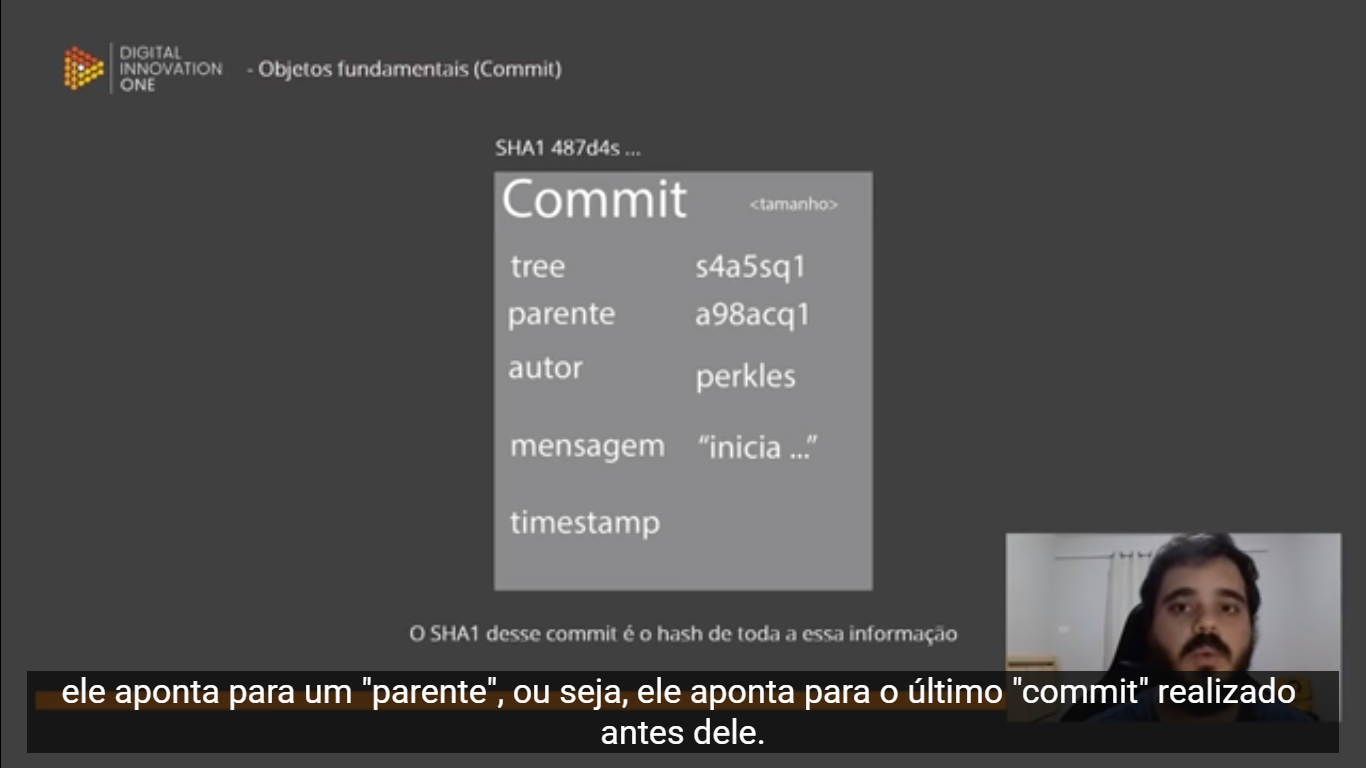 DIGITAL
INNOVATION
ONE
- Objetos fundamentais (Commit)
SHA1 487d4s ...
Commit <tamanho>
tree s4a5sq1
parente a98acq1
autor perkles
mensagem “inicia ...”
timestamp
O SHA1 desse commit é o hash de toda a essa informação
ele aponta para um "parente", ou seja, ele aponta para o último "commit" realizado
antes dele.